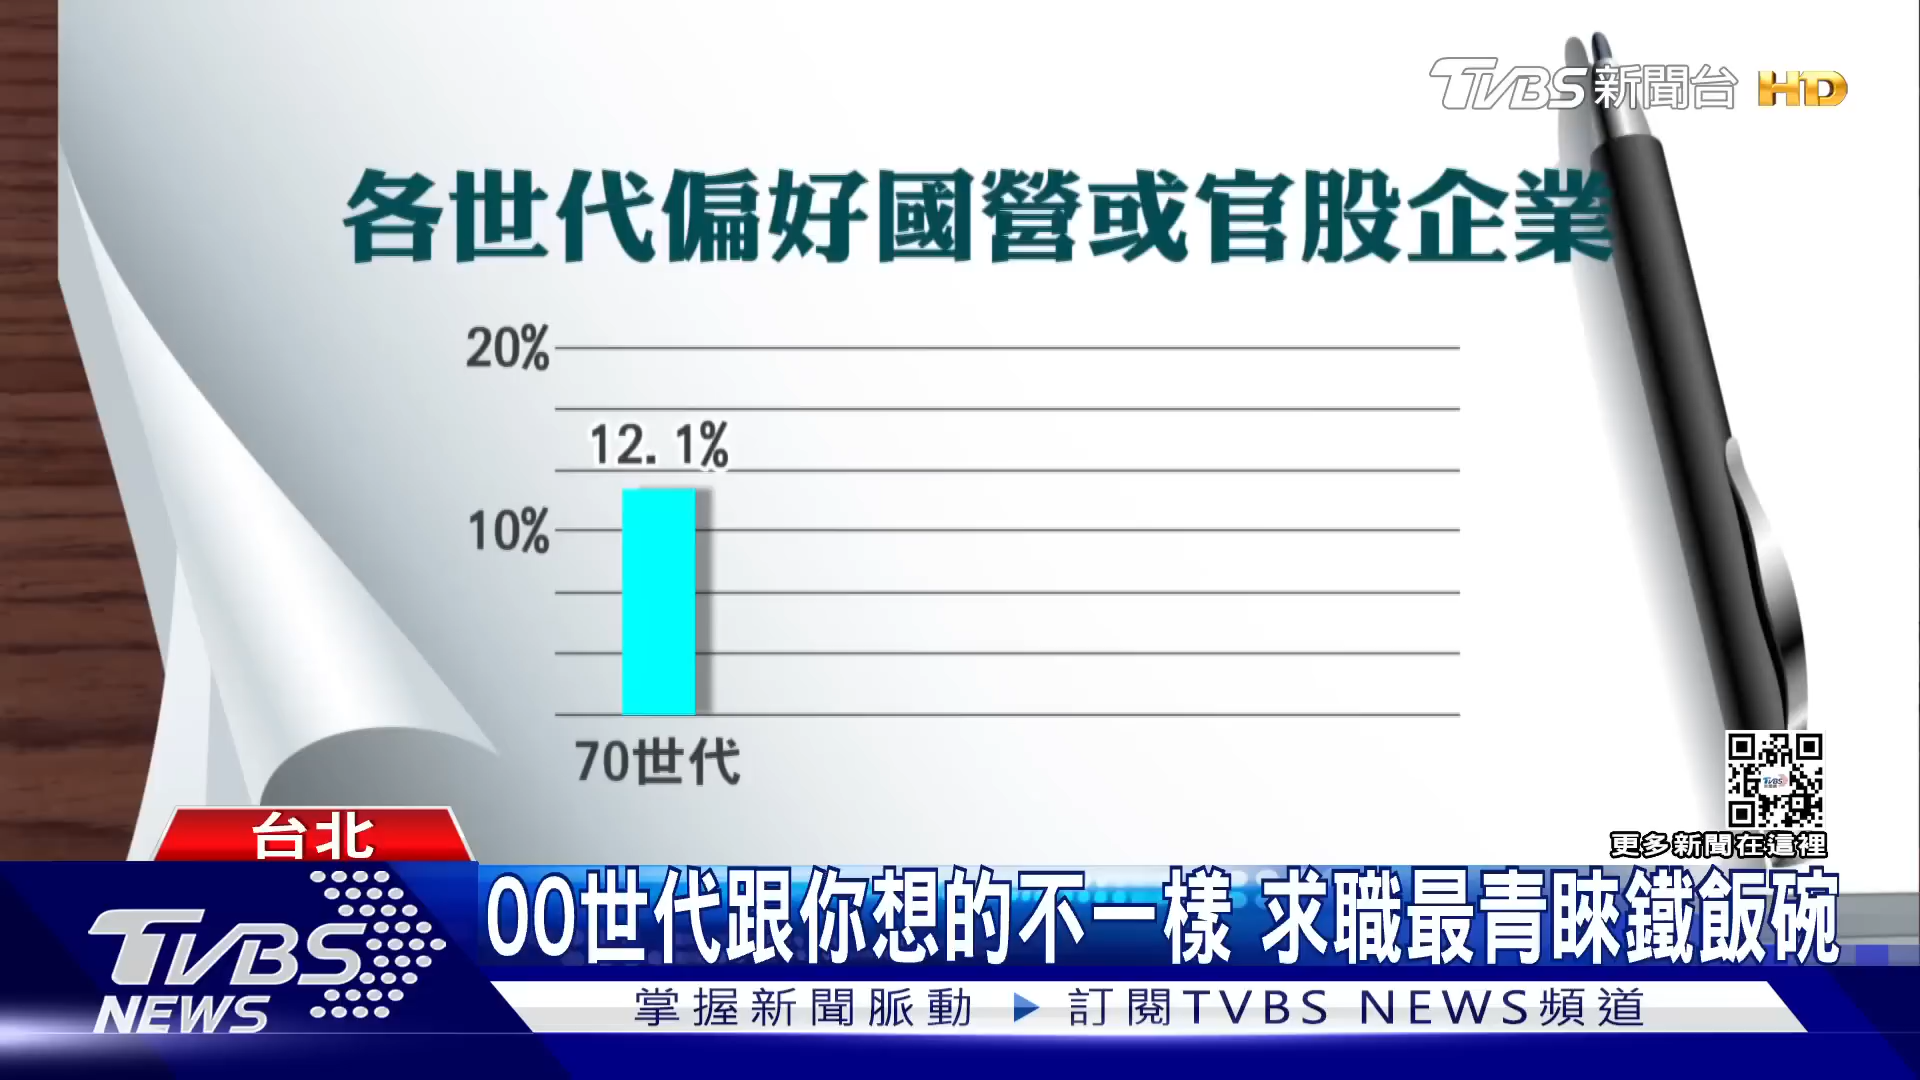 TVBS新聞台 HD
各世代偏好國營或官股企業
20%
12.1%
10%
70世代
TVBS
更多新聞在這裡
台北
00世代跟你想的不一樣 求職最青睞鐵飯碗
TVBS
NEWS
掌握新聞脈動 ▶ 訂閱TVBS NEWS頻道